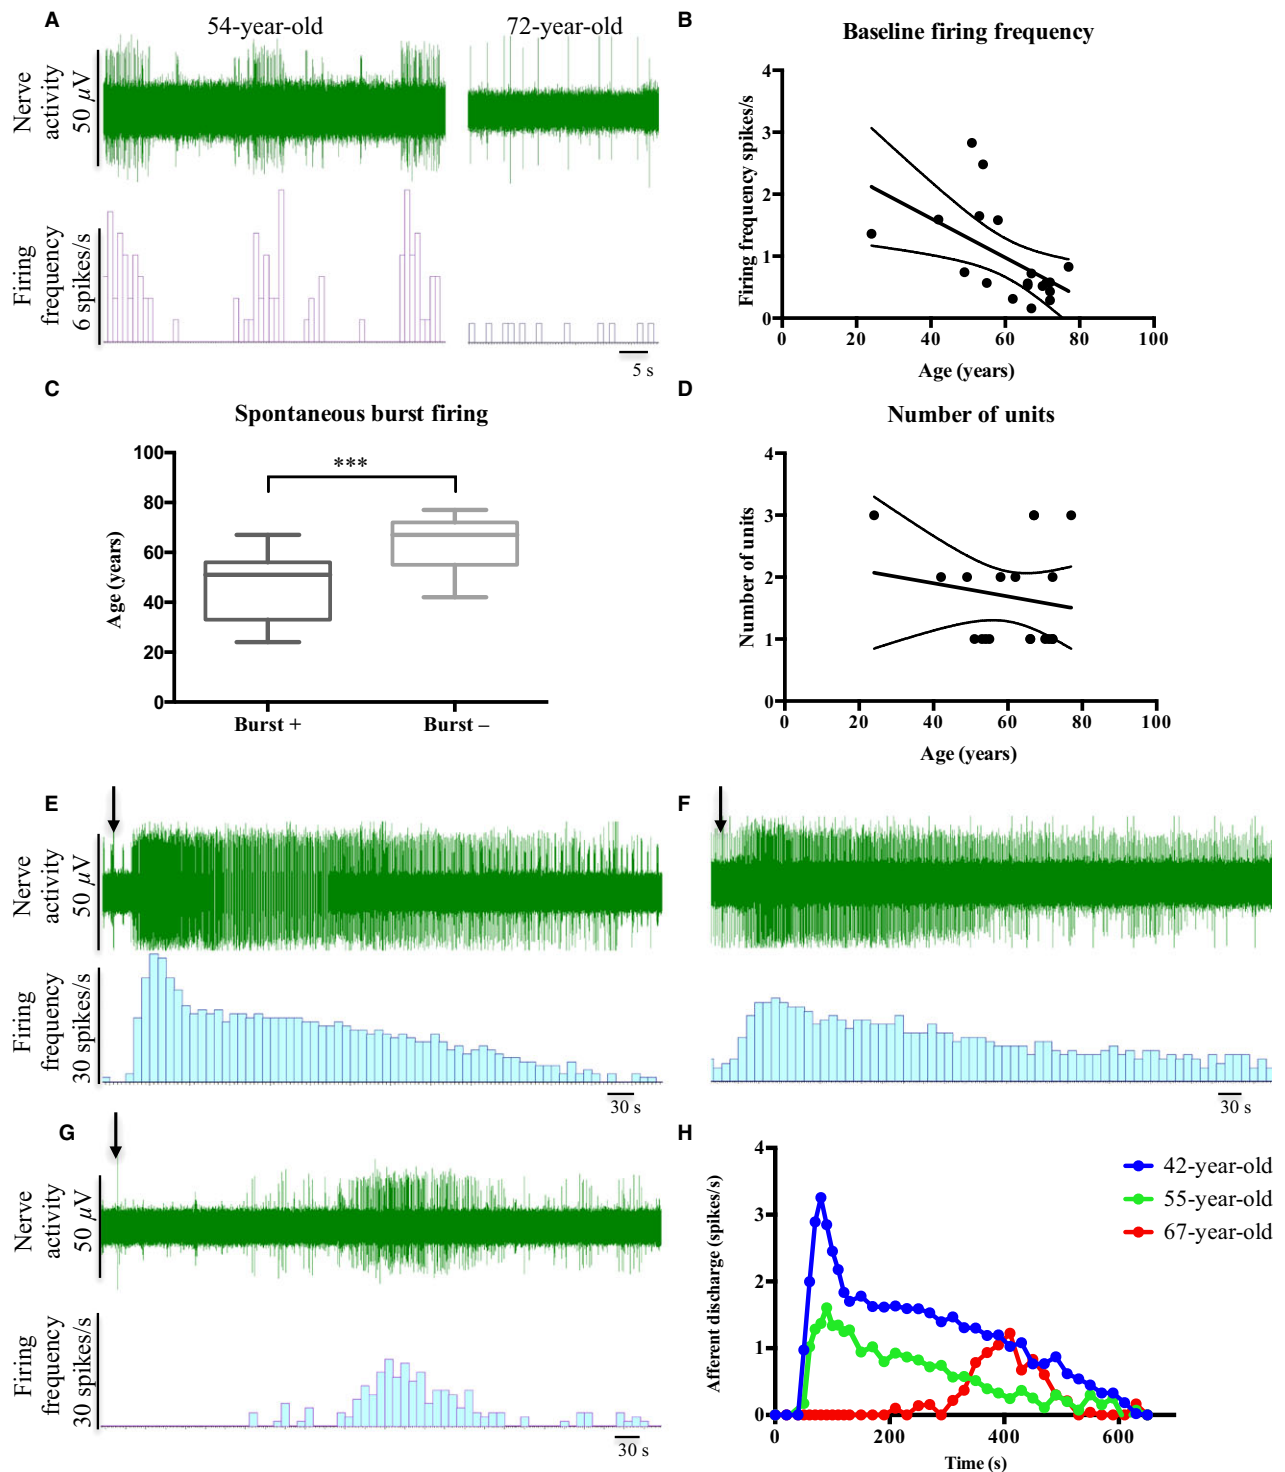 A
54-year-old
72-year-old
Nerve
activity
50 μV
Firing
frequency
6 spikes/s
5 s
B
Baseline firing frequency
Firing frequency spikes/s
4
3
2
1
0
0 20 40 60 80 100
Age (years)
C
Spontaneous burst firing
***
Age (years)
100
80
60
40
20
0
Burst +
Burst –
D
Number of units
Number of units
4
3
2
1
0
0 20 40 60 80 100
Age (years)
E
Nerve
activity
50 μV
Firing
frequency
30 spikes/s
30 s
F
30 s
G
Nerve
activity
50 μV
Firing
frequency
30 spikes/s
30 s
H
Afferent discharge (spikes/s)
4
3
2
1
0
0 200 400 600
Time (s)
42-year-old
55-year-old
67-year-old